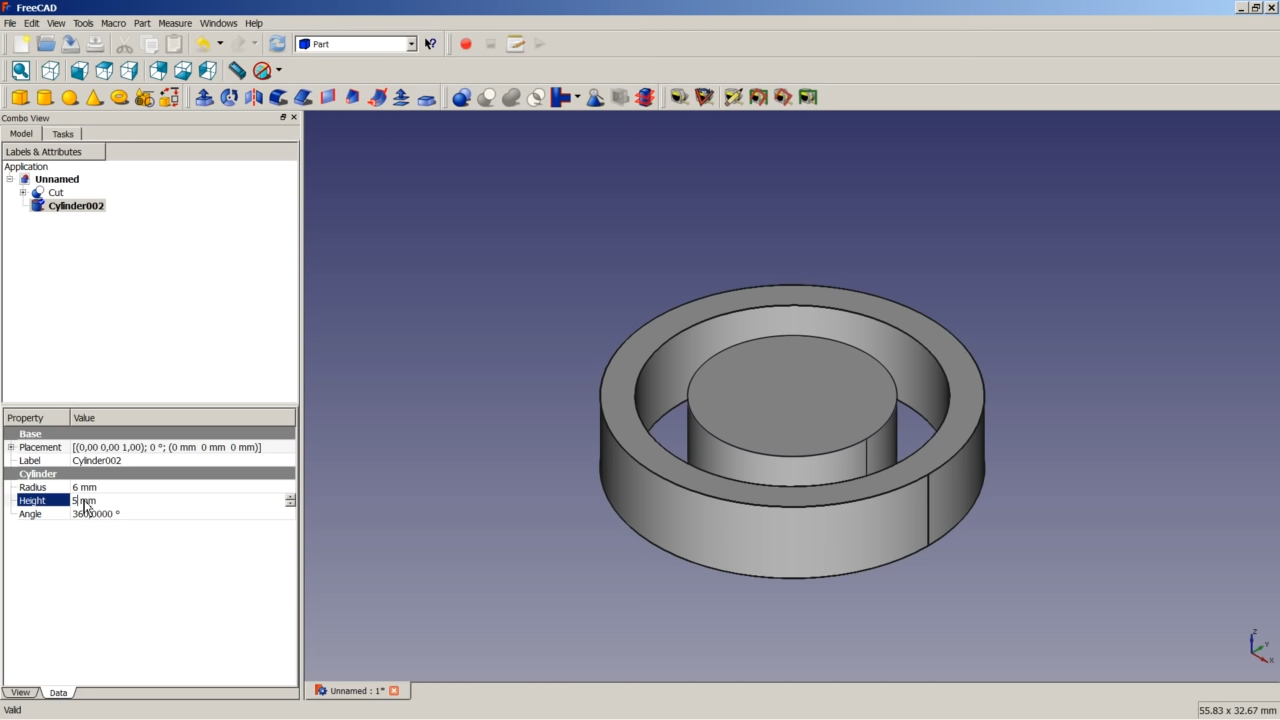 FreeCAD
File Edit View Tools Macro Part Measure Windows Help
Part
Combo View
Model Tasks
Labels & Attributes
Application
Unnamed
Cut
Cylinder002
Property Value
Base
Placement [(0,00 0,00 1,00); 0 °; (0 mm 0 mm 0 mm)]
Label Cylinder002
Cylinder
Radius 6 mm
Height 5 mm
Angle 360,0000 °
View Data
Unnamed : 1*
Valid
55.83 x 32.67 mm
Z
Y
X